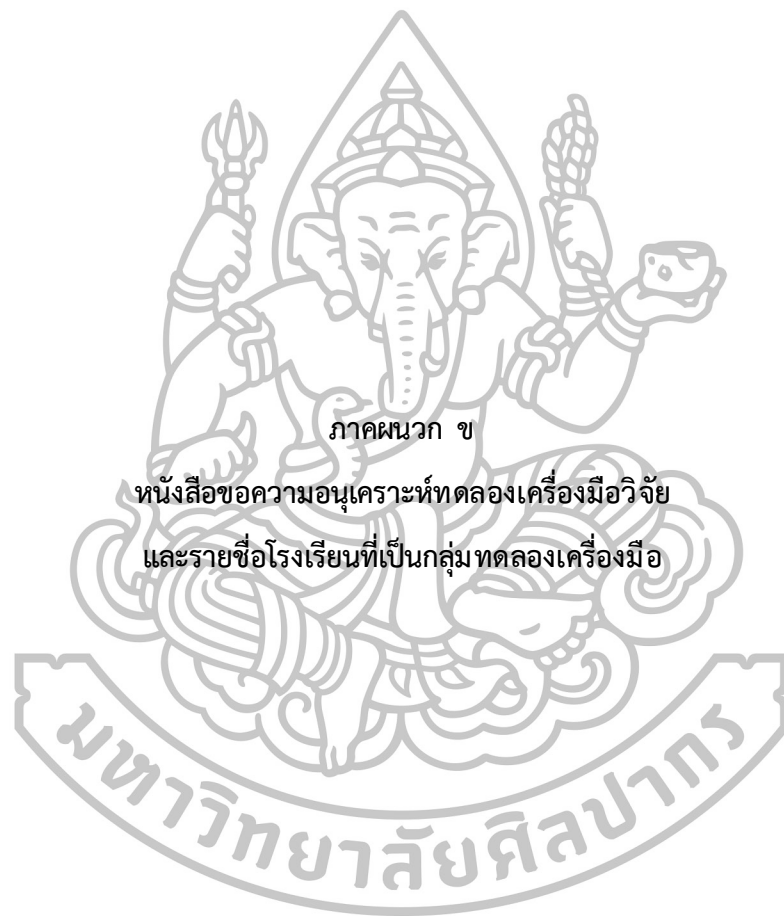 ภาคผนวก ข
หนังสือขอความอนุเคราะห์ทดลองเครื่องมือวิจัย
และรายชื่อโรงเรียนที่เป็นกลุ่มทดลองเครื่องมือ
มหาวิทยาลัยศิลปากร